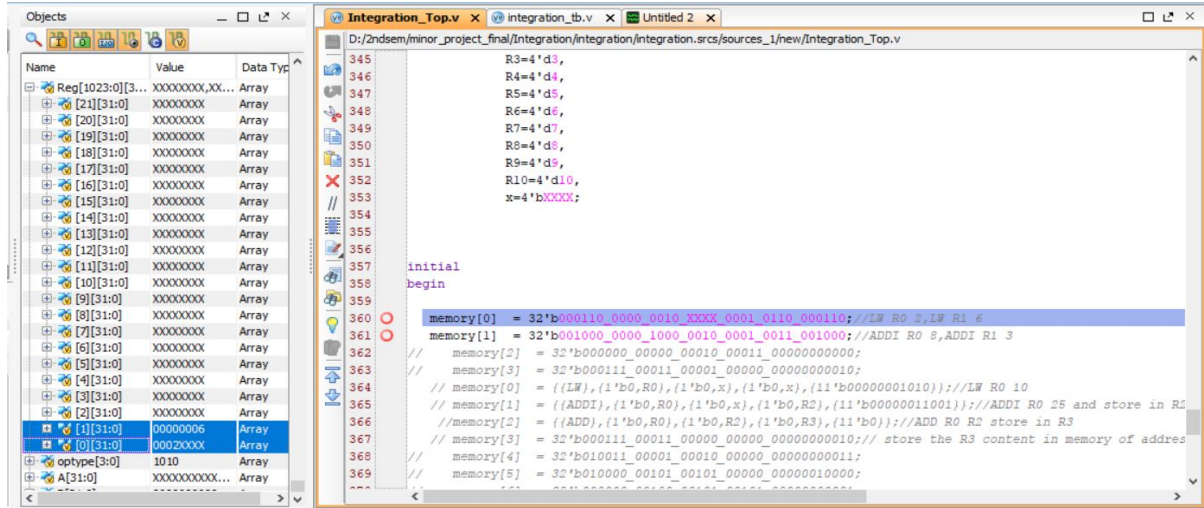 Objects
Name Value Data Typ
Reg[1023:0][3... XXXXXXXX,XX... Array
[21][31:0] XXXXXXXX Array
[20][31:0] XXXXXXXX Array
[19][31:0] XXXXXXXX Array
[18][31:0] XXXXXXXX Array
[17][31:0] XXXXXXXX Array
[16][31:0] XXXXXXXX Array
[15][31:0] XXXXXXXX Array
[14][31:0] XXXXXXXX Array
[13][31:0] XXXXXXXX Array
[12][31:0] XXXXXXXX Array
[11][31:0] XXXXXXXX Array
[10][31:0] XXXXXXXX Array
[9][31:0] XXXXXXXX Array
[8][31:0] XXXXXXXX Array
[7][31:0] XXXXXXXX Array
[6][31:0] XXXXXXXX Array
[5][31:0] XXXXXXXX Array
[4][31:0] XXXXXXXX Array
[3][31:0] XXXXXXXX Array
[2][31:0] XXXXXXXX Array
[1][31:0] 00000006 Array
[0][31:0] 0002XXXX Array
optype[3:0] 1010 Array
A[31:0] XXXXXXXXXX... Array
Integration_Top.v integration_tb.v Untitled 2
D:/2ndsem/minor_project_final/Integration/integration/integration.srcs/sources_1/new/Integration_Top.v
345 R3=4'd3,
346 R4=4'd4,
347 R5=4'd5,
348 R6=4'd6,
349 R7=4'd7,
350 R8=4'd8,
351 R9=4'd9,
352 R10=4'd10,
353 x=4'bXXXX;
354
355
356
357 initial
358 begin
359
360 memory[0] = 32'b000110_0000_0010_XXXX_0001_0110_000110;//LW R0 2,LW R1 6
361 memory[1] = 32'b001000_0000_1000_0010_0001_0011_001000;//ADDI R0 8,ADDI R1 3
362 // memory[2] = 32'b000000_00000_00010_00011_00000000000;
363 // memory[3] = 32'b000111_00011_00001_00000_00000000010;
364 // memory[0] = {{LW},{1'b0,R0},{1'b0,x},{1'b0,x},{11'b00000001010}};//LW R0 10
365 // memory[1] = {{ADDI},{1'b0,R0},{1'b0,x},{1'b0,R2},{11'b00000011001}};//ADDI R0 25 and store in R2
366 //memory[2] = {{ADD},{1'b0,R0},{1'b0,R2},{1'b0,R3},{11'b0}};//ADD R0 R2 store in R3
367 // memory[3] = 32'b000111_00011_00000_00000_00000000010;// store the R3 content in memory of addres
368 // memory[4] = 32'b010011_00001_00010_00000_00000000011;
369 // memory[5] = 32'b010000_00101_00101_00000_00000010000;